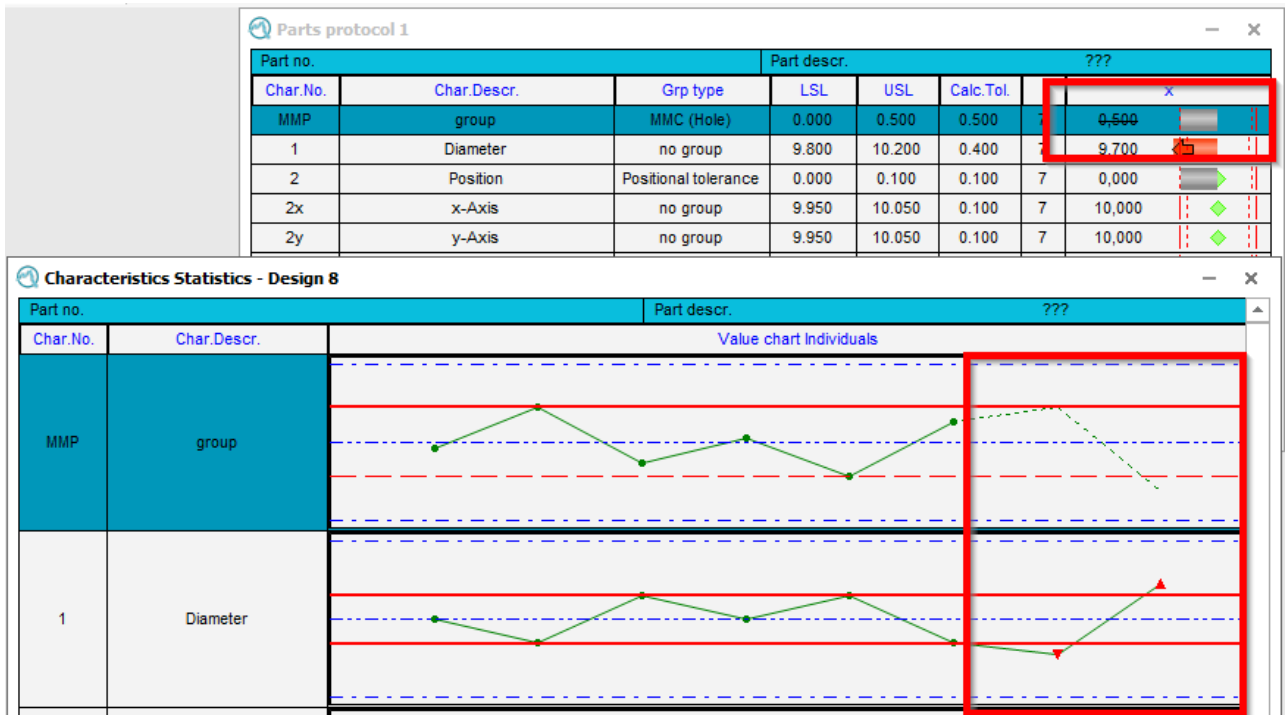 Parts protocol 1
Part no. Part descr. ???
Char.No. Char.Descr. Grp type LSL USL Calc.Tol. x
MMP group MMC (Hole) 0.000 0.500 0.500 7 0,500
1 Diameter no group 9.800 10.200 0.400 7 9.700
2 Position Positional tolerance 0.000 0.100 0.100 7 0,000
2x x-Axis no group 9.950 10.050 0.100 7 10,000
2y y-Axis no group 9.950 10.050 0.100 7 10,000
Characteristics Statistics - Design 8
Part no. Part descr. ???
Char.No. Char.Descr. Value chart Individuals
MMP group
1 Diameter